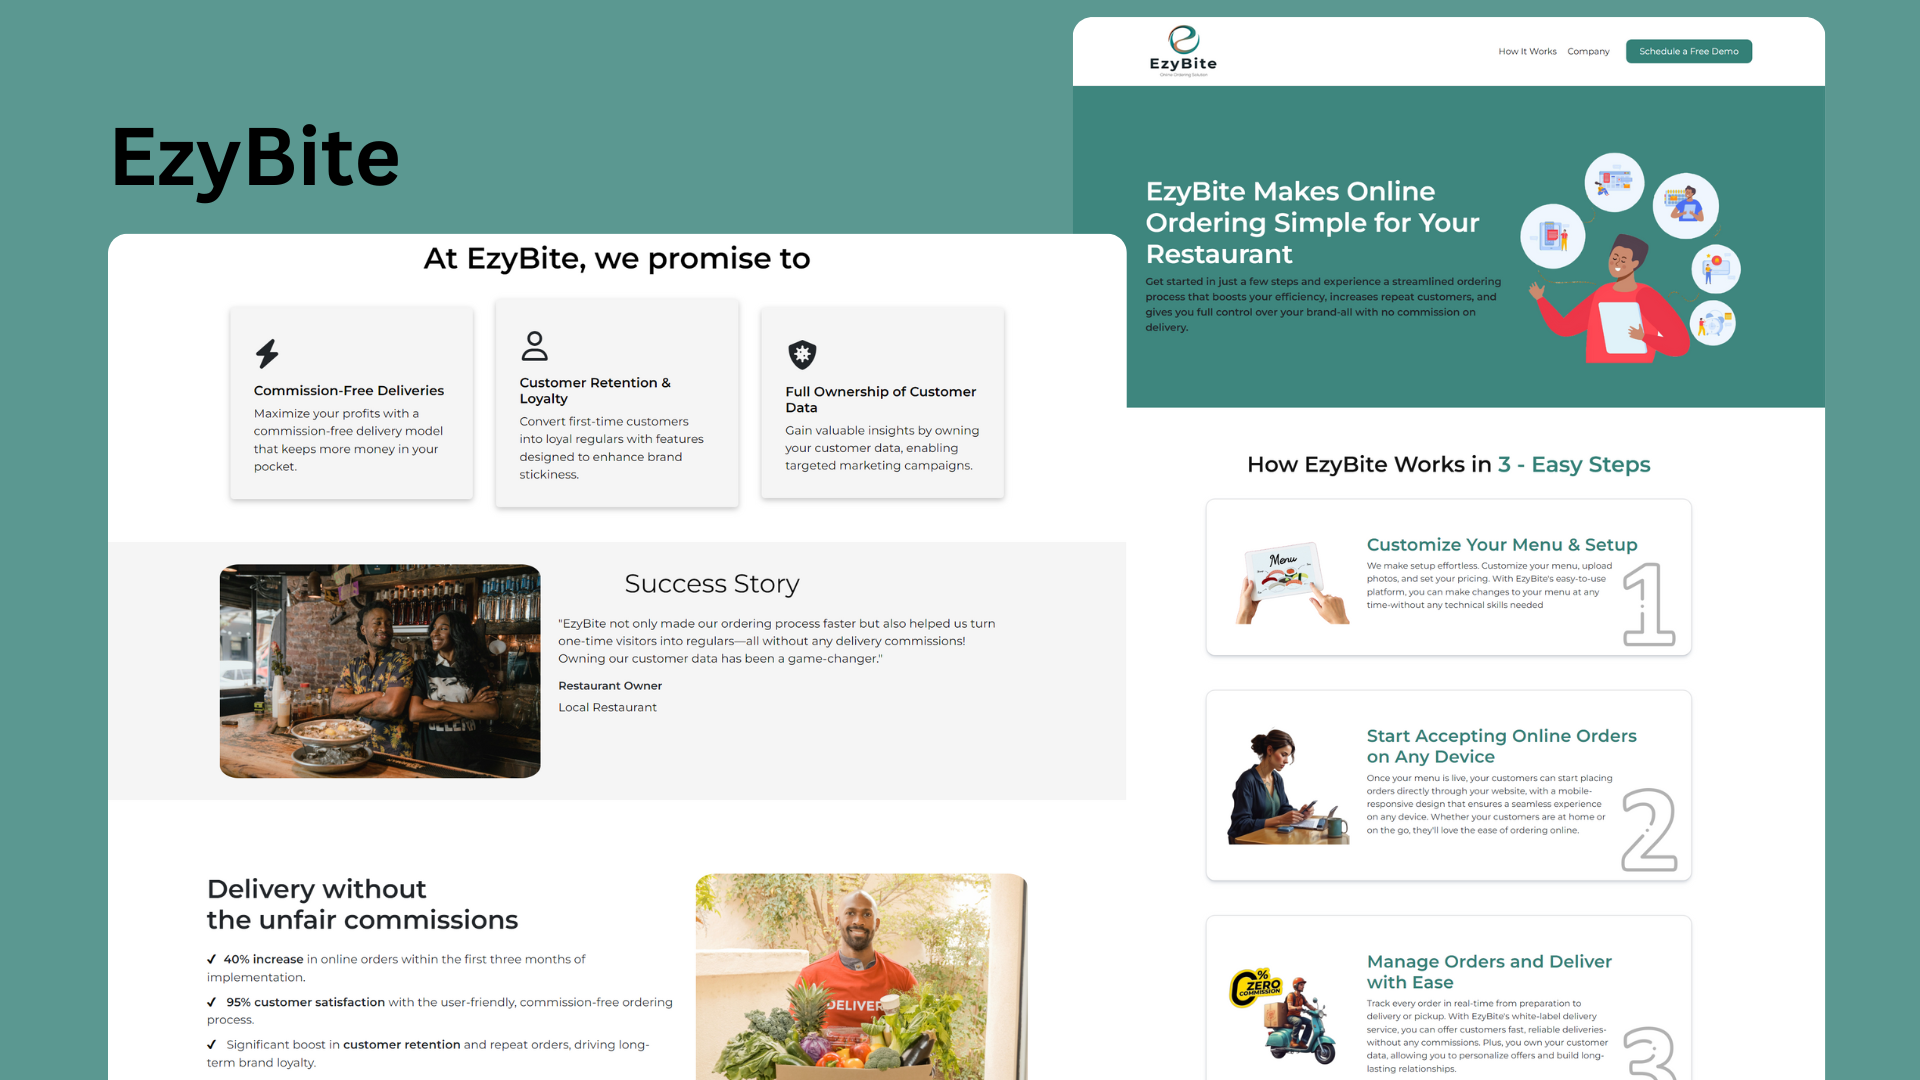 EzyBite
At EzyBite, we promise to
Commission-Free Deliveries
Maximize your profits with a
commission-free delivery model
that keeps more money in your
pocket.
Customer Retention &
Loyalty
Convert first-time customers
into loyal regulars with features
designed to enhance brand
stickiness.
Full Ownership of Customer
Data
Gain valuable insights by owning
your customer data, enabling
targeted marketing campaigns.
Success Story
"EzyBite not only made our ordering process faster but also helped us turn
one-time visitors into regulars—all without any delivery commissions!
Owning our customer data has been a game-changer."
Restaurant Owner
Local Restaurant
Delivery without
the unfair commissions
✔ 40% increase in online orders within the first three months of
implementation.
✔ 95% customer satisfaction with the user-friendly, commission-free ordering
process.
✔ Significant boost in customer retention and repeat orders, driving long-
term brand loyalty.
DELIVER
EzyBite
Online Ordering Solution
How It Works
Company
Schedule a Free Demo
EzyBite Makes Online
Ordering Simple for Your
Restaurant
Get started in just a few steps and experience a streamlined ordering
process that boosts your efficiency, increases repeat customers, and
gives you full control over your brand-all with no commission on
delivery.
How EzyBite Works in 3 - Easy Steps
Menu
Customize Your Menu & Setup
We make setup effortless. Customize your menu, upload
photos, and set your pricing. With EzyBite's easy-to-use
platform, you can make changes to your menu at any
time-without any technical skills needed
1
Start Accepting Online Orders
on Any Device
Once your menu is live, your customers can start placing
orders directly through your website, with a mobile-
responsive design that ensures a seamless experience
on any device. Whether your customers are at home or
on the go, they'll love the ease of ordering online.
2
%
ZERO
COMMISSION
Manage Orders and Deliver
with Ease
Track every order in real-time from preparation to
delivery or pickup. With EzyBite's white-label delivery
service, you can offer customers fast, reliable deliveries-
without any commissions. Plus, you own your customer
data, allowing you to personalize offers and build long-
lasting relationships.
3